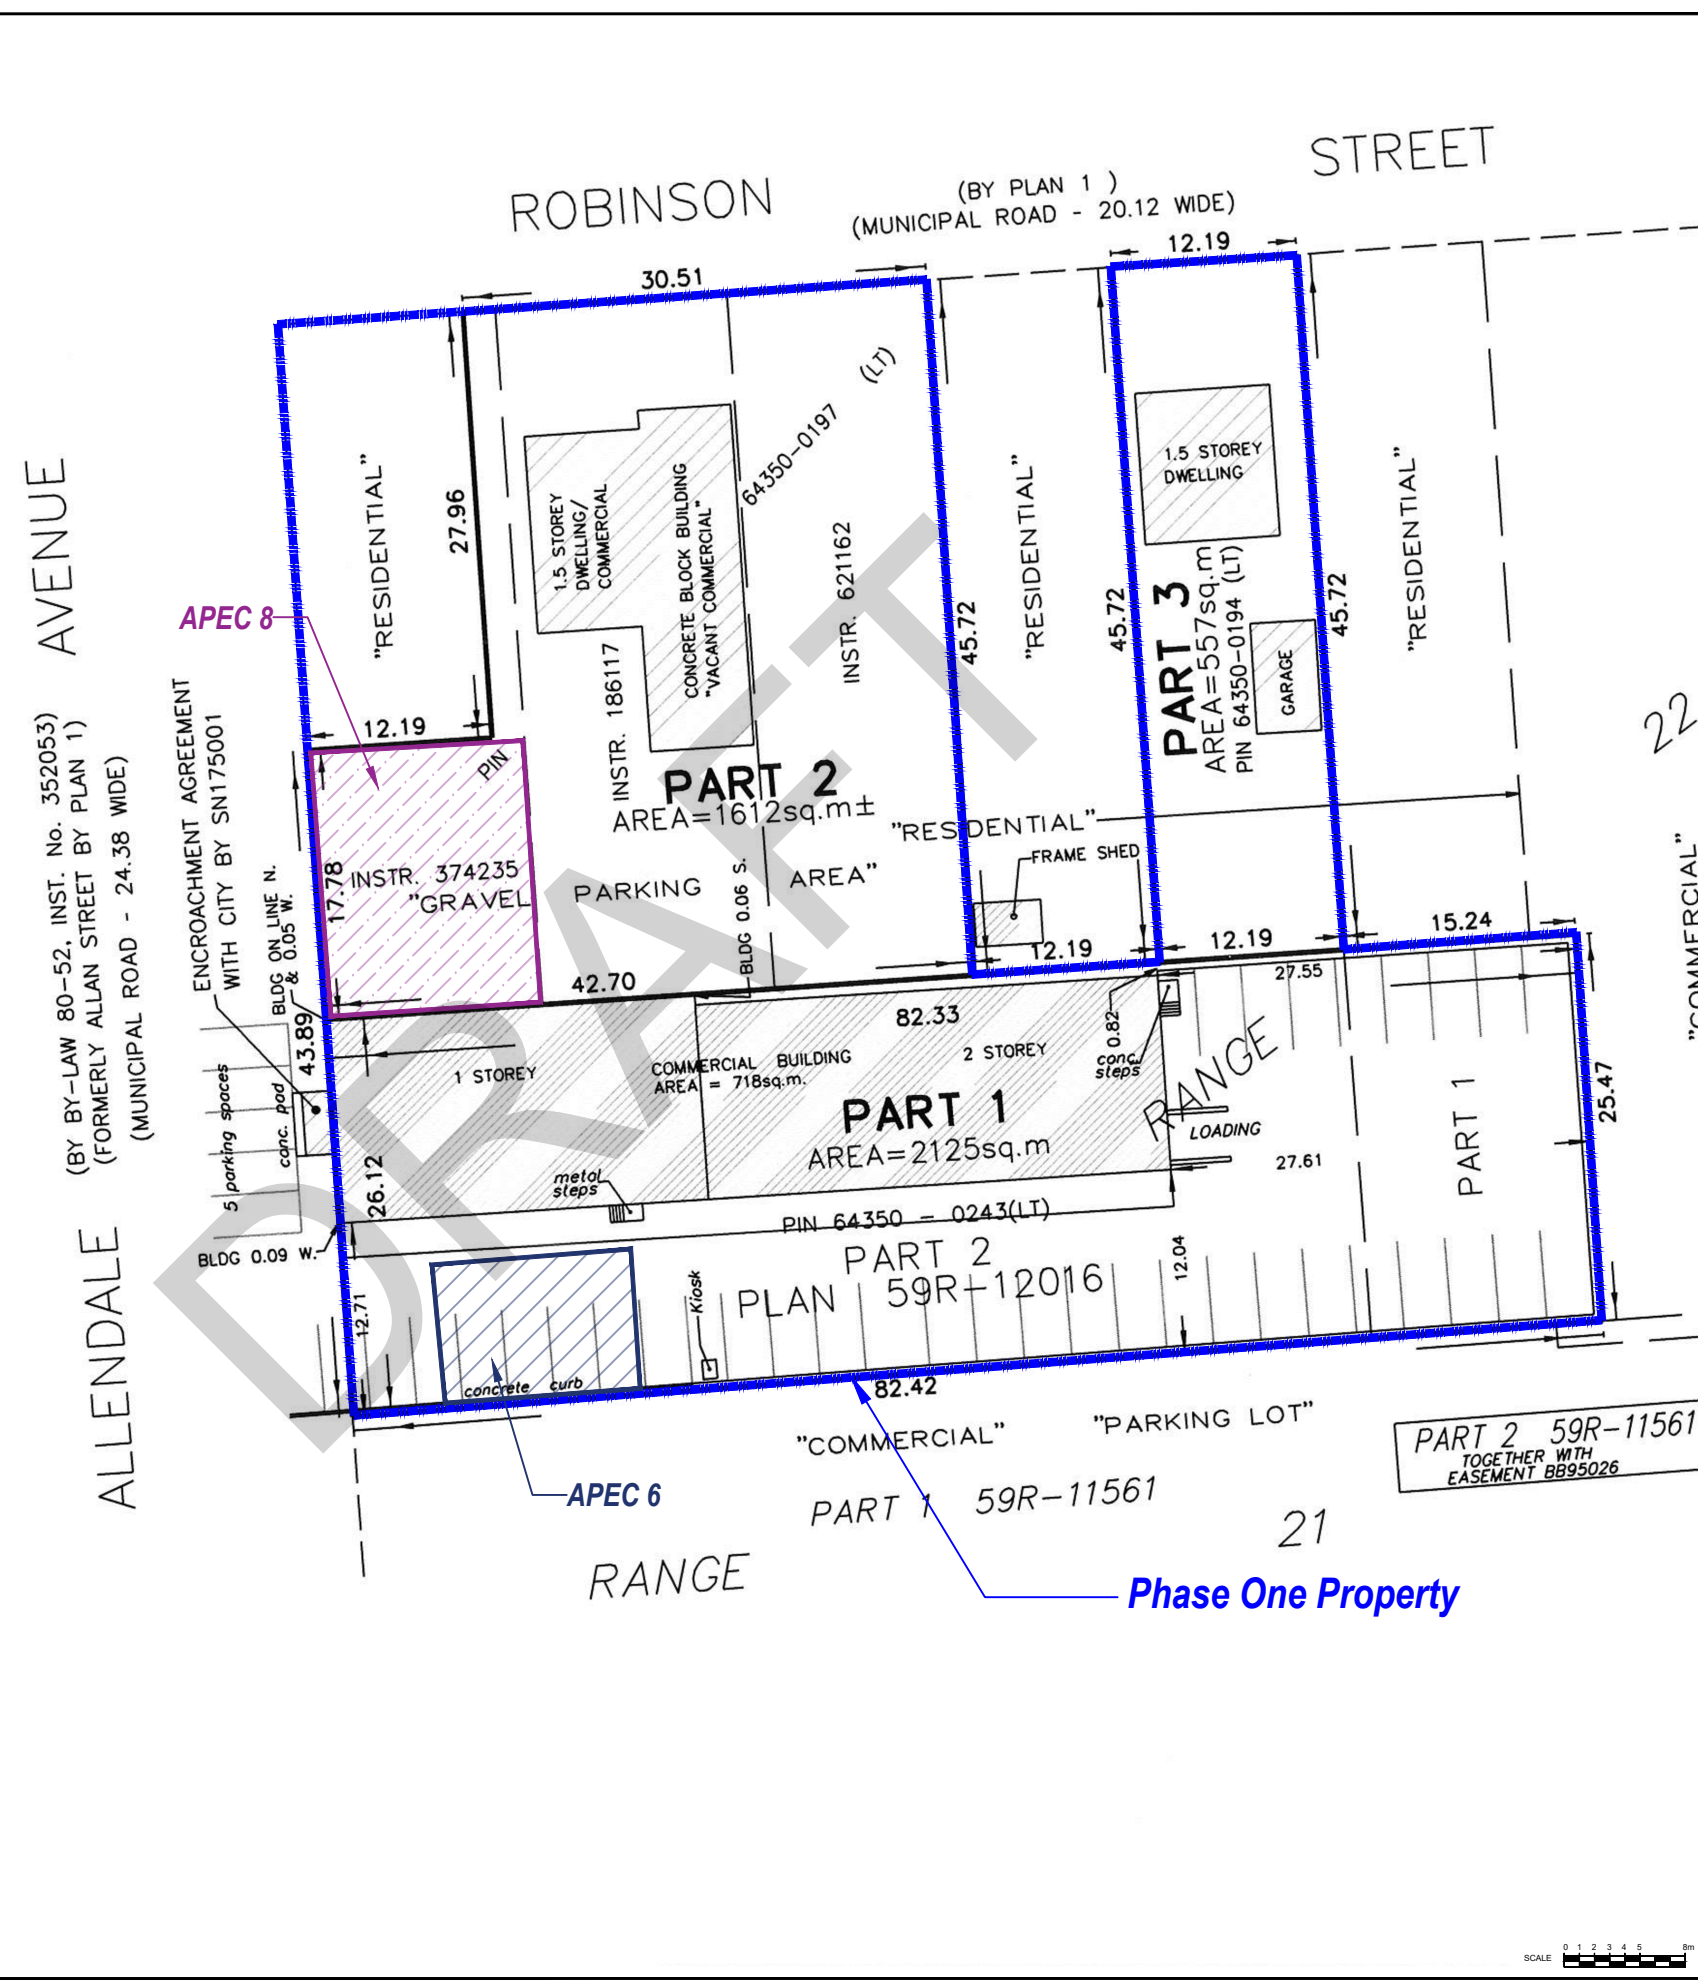 ROBINSON
STREET
(BY PLAN 1 )
(MUNICIPAL ROAD - 20.12 WIDE)
30.51
12.19
ALLENDALE AVENUE
(BY BY-LAW 80-52, INST. No. 352053)
(FORMERLY ALLAN STREET BY PLAN 1)
(MUNICIPAL ROAD - 24.38 WIDE)
ENCROACHMENT AGREEMENT
WITH CITY BY SN175001
BLDG ON LINE N.
& 0.05 W.
APEC 8
"RESIDENTIAL"
27.96
12.19
1.5 STOREY
DWELLING/
COMMERCIAL
CONCRETE BLOCK BUILDING
"VACANT COMMERCIAL"
PIN
64350-0197
(LT)
INSTR. 621162
INSTR. 186117
45.72
"RESIDENTIAL"
45.72
1.5 STOREY
DWELLING
PART 3
AREA=557sq.m
PIN 64350-0194 (LT)
GARAGE
45.72
"RESIDENTIAL"
22
"COMMERCIAL"
PART 2
AREA=1612sq.m±
"RESIDENTIAL"
FRAME SHED
17.78
INSTR. 374235
"GRAVEL
PARKING
AREA"
BLDG 0.06 S.
12.19
12.19
15.24
42.70
82.33
27.55
43.89
5 parking spaces
conc. pad
1 STOREY
COMMERCIAL BUILDING
AREA = 718sq.m.
2 STOREY
0.82
conc.
steps
RANGE
PART 1
AREA=2125sq.m
LOADING
27.61
PART 1
25.47
26.12
metal
steps
BLDG 0.09 W.
PIN 64350 - 0243(LT)
PART 2
PLAN 59R-12016
12.04
12.71
Kiosk
concrete curb
82.42
"COMMERCIAL"
"PARKING LOT"
PART 2 59R-11561
TOGETHER WITH
EASEMENT BB95026
APEC 6
PART 1 59R-11561
21
RANGE
Phase One Property
DRAFT
SCALE
0 1 2 3 4 5 8m